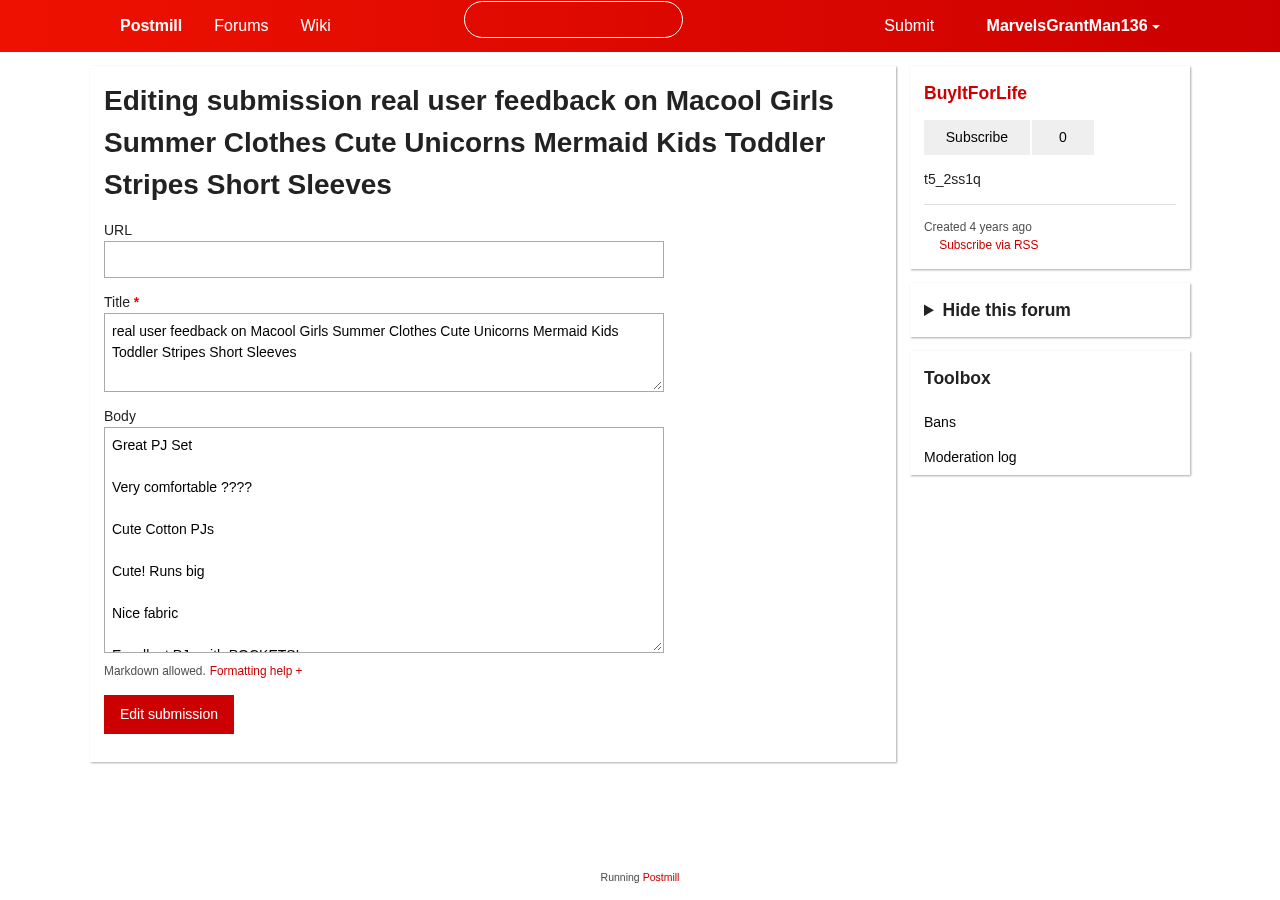 Postmill Forums Wiki Submit MarvelsGrantMan136
Editing submission real user feedback on Macool Girls
Summer Clothes Cute Unicorns Mermaid Kids Toddler
Stripes Short Sleeves
URL
Title *
real user feedback on Macool Girls Summer Clothes Cute Unicorns Mermaid Kids
Toddler Stripes Short Sleeves
Body
Great PJ Set
Very comfortable ????
Cute Cotton PJs
Cute! Runs big
Nice fabric
Excellent PJs with POCKETS!
Markdown allowed. Formatting help +
Edit submission
BuyItForLife
Subscribe 0
t5_2ss1q
Created 4 years ago
Subscribe via RSS
Hide this forum
Toolbox
Bans
Moderation log
Running Postmill